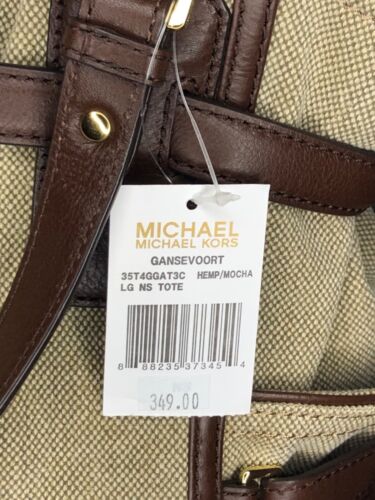 MICHAEL
MICHAEL KORS
GANSEVOORT
35T4GGAT3C HEMP/MOCHA
LG NS TOTE
8 88235 37345 4
349.00